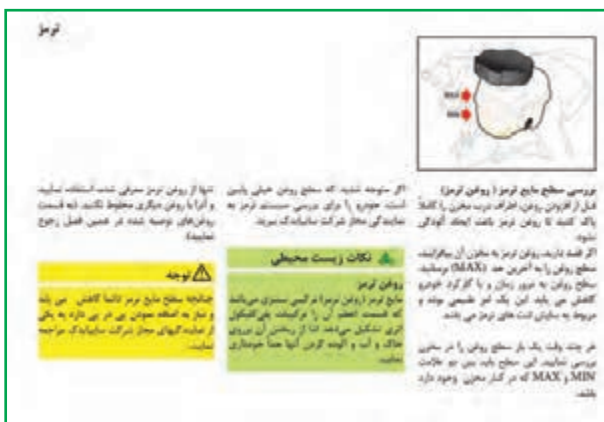 ترمز
MAX
MIN
بررسی سطح مایع ترمز ( روغن ترمز)
قبل از افزودن روغن، اطراف درب مخزن را کاملاً
پاک کنید تا روغن ترمز باعث ایجاد آلودگی
نشود.
اگر قصد دارید، روغن ترمز به مخزن آن بیافزایید،
سطح روغن را به آخرین حد (MAX) برسانید.
سطح روغن به مرور زمان و با کارکرد خودرو
کاهش می یابد. این یک امر طبیعی بوده و
مربوط به سایش لنت های ترمز می باشد.
هر چند وقت یک بار سطح روغن را در مخزن
بررسی نمایید. این سطح باید بین دو علامت
MIN و MAX که در کنار مخزن وجود دارد
باشد.
اگر متوجه شدید که سطح روغن خیلی پایین
است، خودرو را برای بررسی سیستم ترمز به
نمایندگی مجاز شرکت سایپایدک ببرید.
نکات زیست محیطی
روغن ترمز
مایع ترمز (روغن ترمز) ترکیبی سمی می‌باشد
که قسمت اعظم آن را ترکیبات پلی‌گلیکول
اتری تشکیل می‌دهد لذا از ریختن آن بروی
خاک و آب و آلوده کردن آنها جداً خودداری
نمایید.
تنها از روغن ترمز معرفی شده، استفاده نمایید
و آنرا با روغن دیگری مخلوط نکنید. (به قسمت
روغن‌های توصیه شده در همین فصل رجوع
نمایید)
توجه
چنانچه سطح مایع ترمز دائماً کاهش می یابد
و نیاز به اضافه نمودن پی در پی دارد به یکی
از نمایندگیهای مجاز شرکت سایپایدک مراجعه
نمایید.